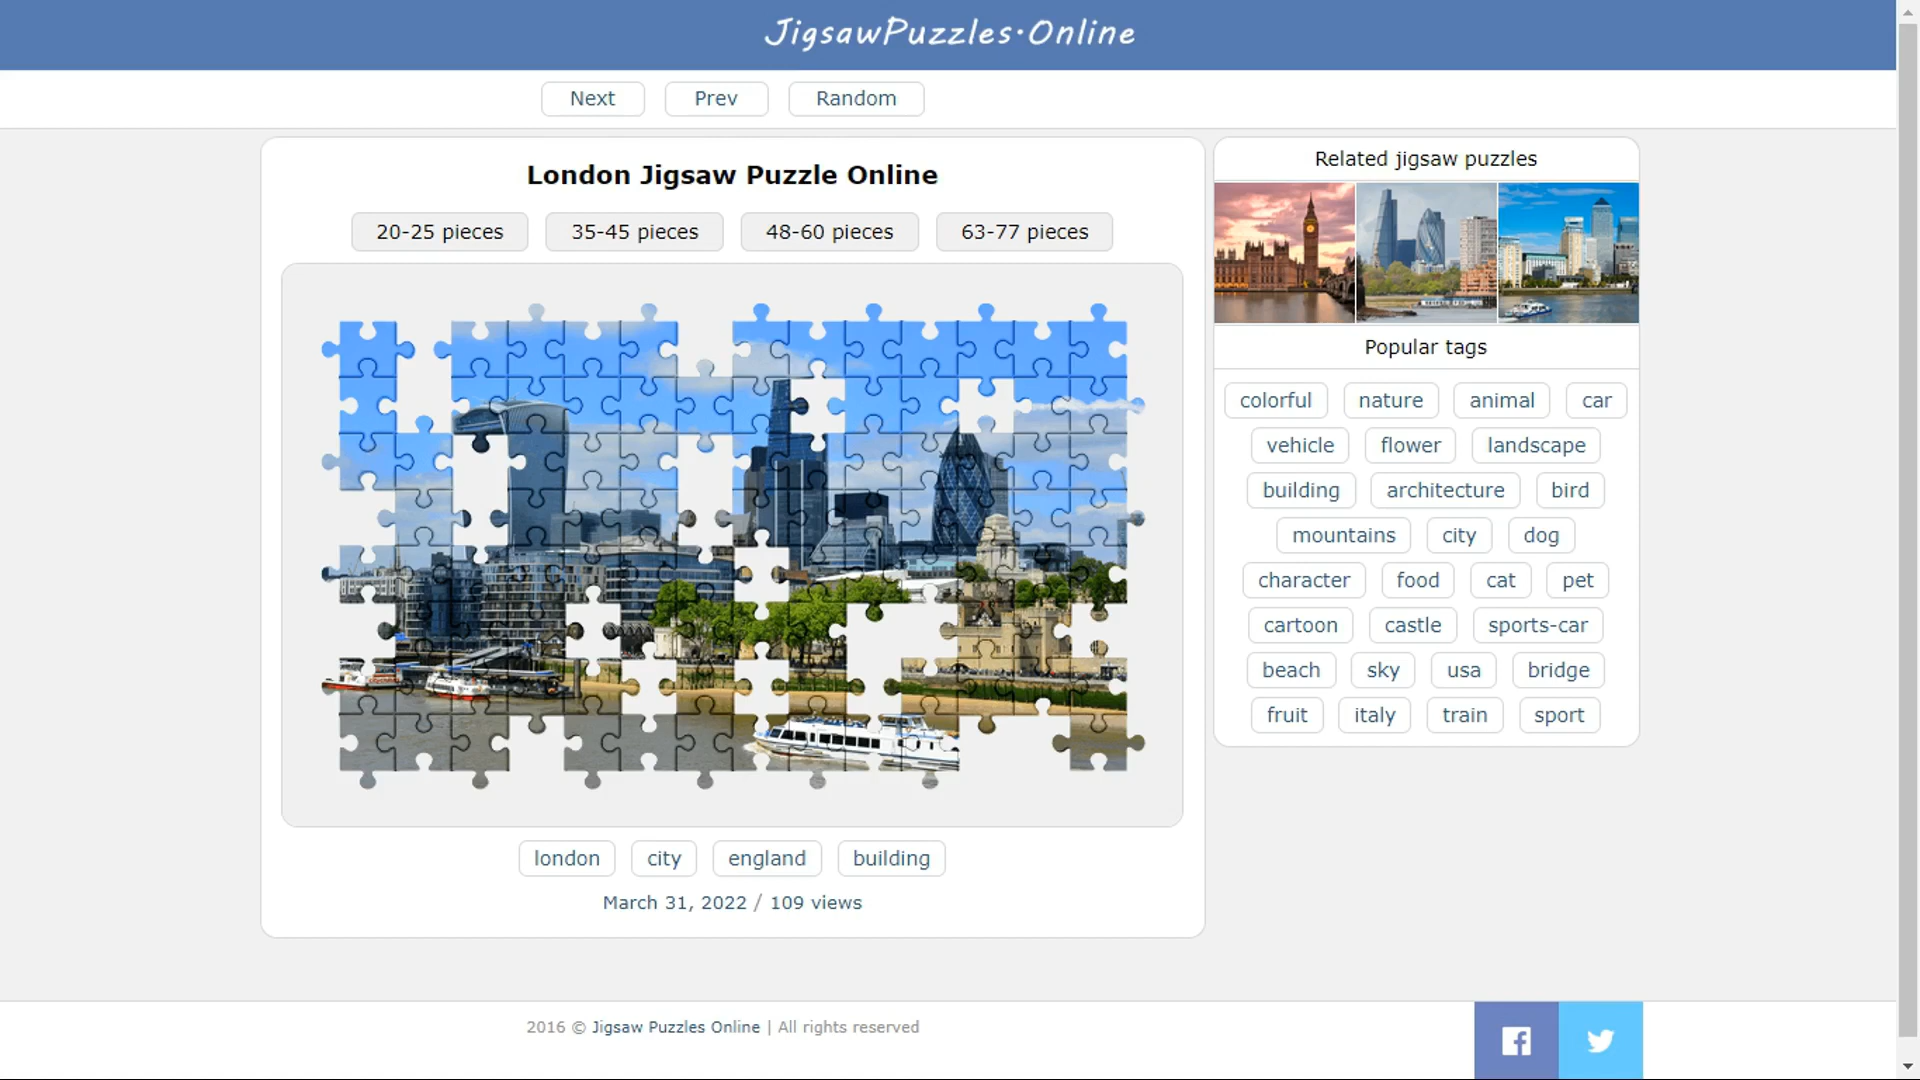 JigsawPuzzles·Online
Next Prev Random
London Jigsaw Puzzle Online
20-25 pieces 35-45 pieces 48-60 pieces 63-77 pieces
london city england building
March 31, 2022 / 109 views
Related jigsaw puzzles
Popular tags
colorful nature animal car
vehicle flower landscape
building architecture bird
mountains city dog
character food cat pet
cartoon castle sports-car
beach sky usa bridge
fruit italy train sport
2016 © Jigsaw Puzzles Online | All rights reserved